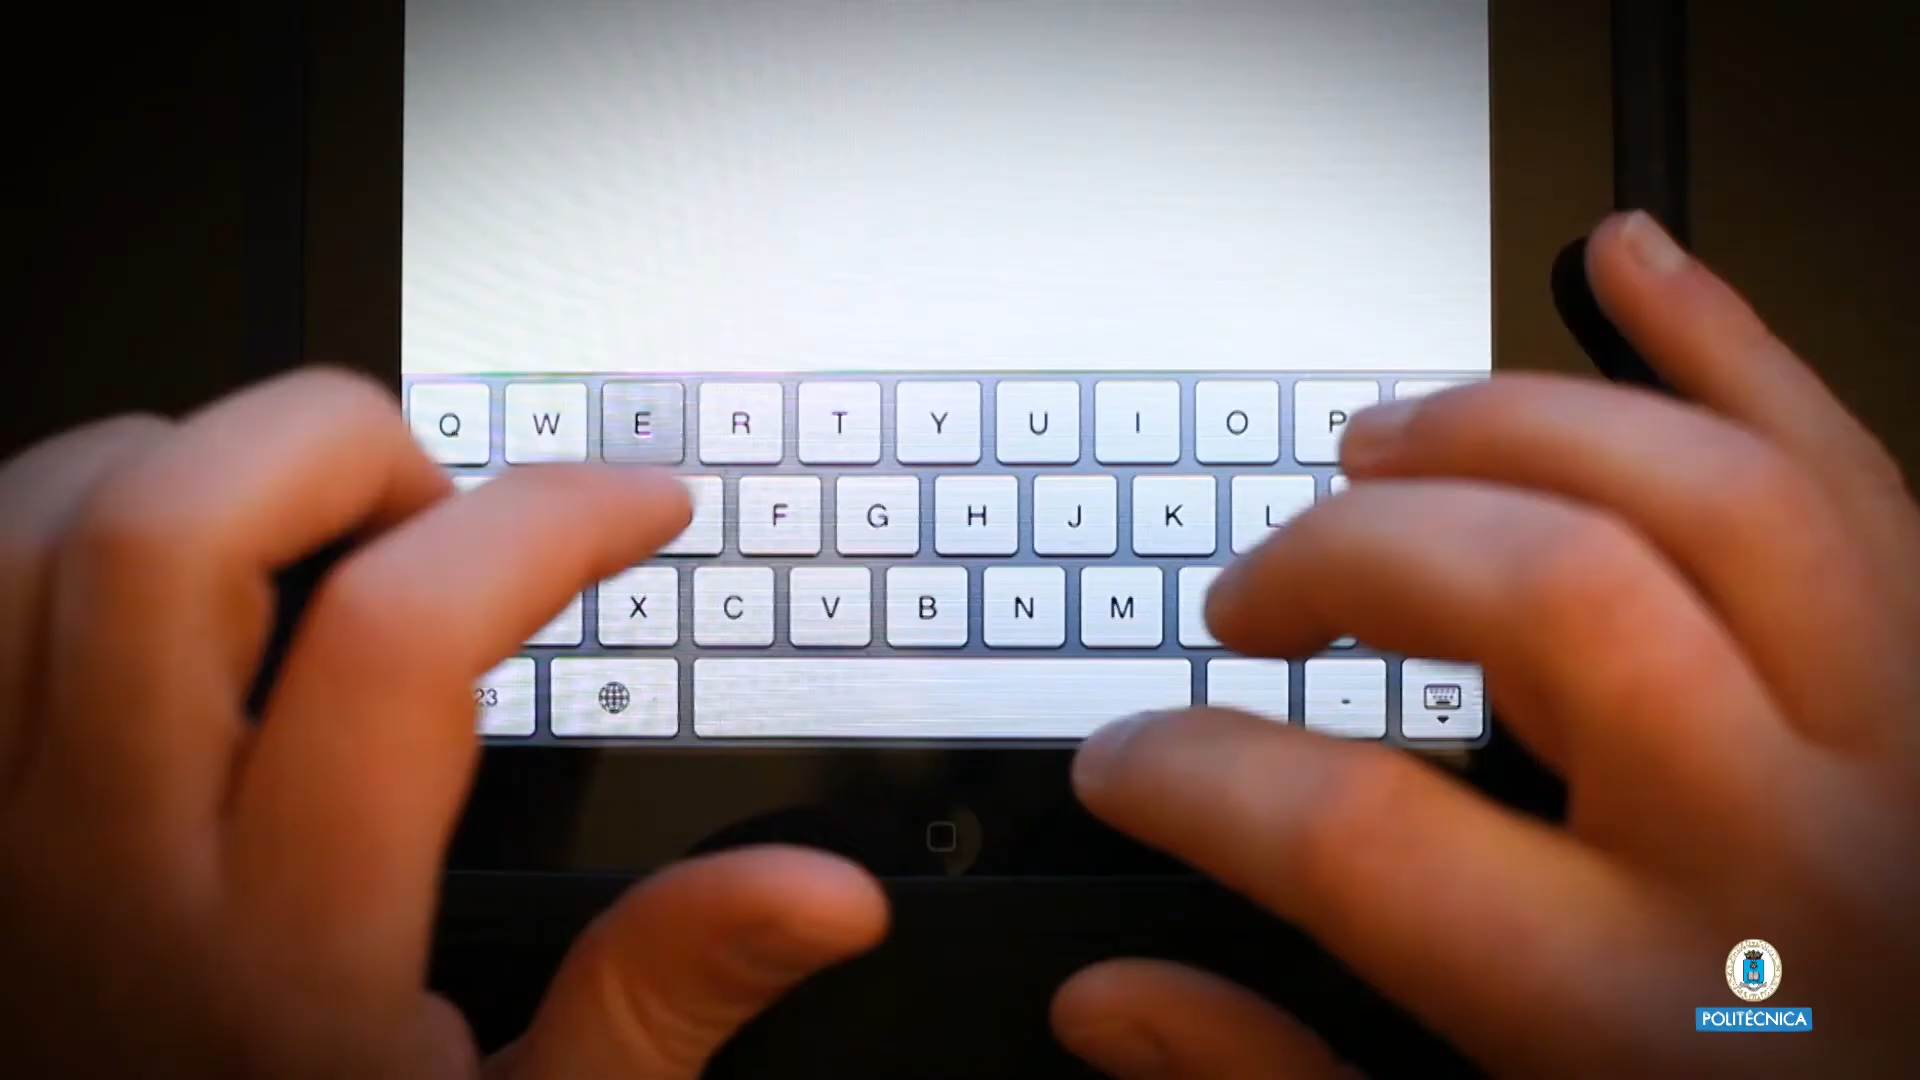 Q W E R T Y U I O P
F G H J K L
X C V B N M
23 -
POLITÉCNICA